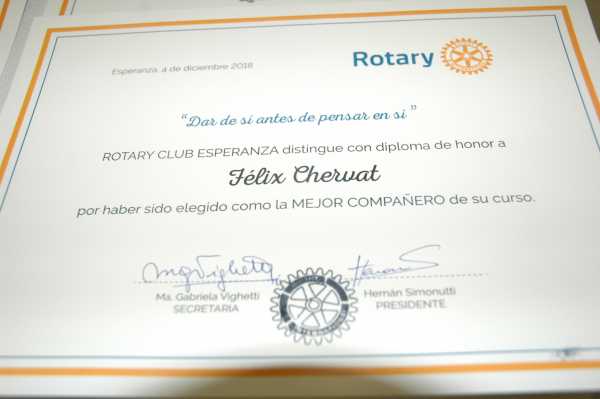 Esperanza, 4 de diciembre 2018
Rotary
“Dar de sí antes de pensar en sí”
ROTARY CLUB ESPERANZA distingue con diploma de honor a
Félix Chervat
por haber sido elegido como la MEJOR COMPAÑERO de su curso.
Ma. Gabriela Vighetti
SECRETARIA
Hernán Simonutti
PRESIDENTE